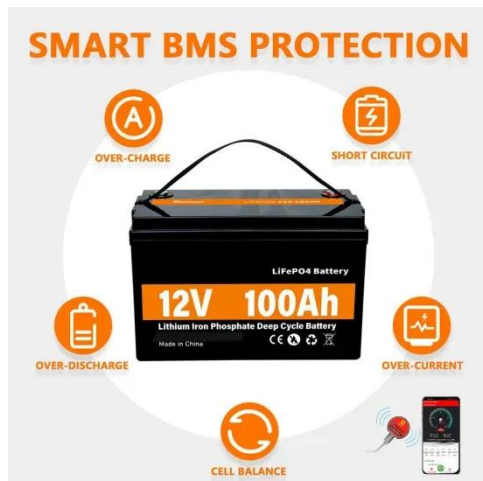 SMART BMS PROTECTION
OVER-CHARGE
SHORT CIRCUIT
LiFePO4 Battery
12V 100Ah
Lithium Iron Phosphate Deep Cycle Battery
Made in China
CE
OVER-DISCHARGE
OVER-CURRENT
CELL BALANCE